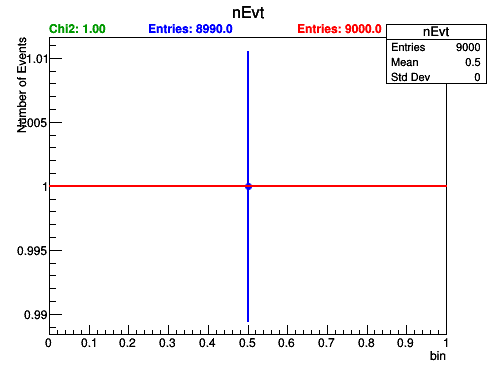 nEvt
Chi2: 1.00 Entries: 8990.0 Entries: 9000.0
nEvt
Entries 9000
Mean 0.5
Std Dev 0
Number of Events
1.01
1.005
1
0.995
0.99
0 0.1 0.2 0.3 0.4 0.5 0.6 0.7 0.8 0.9 1
bin